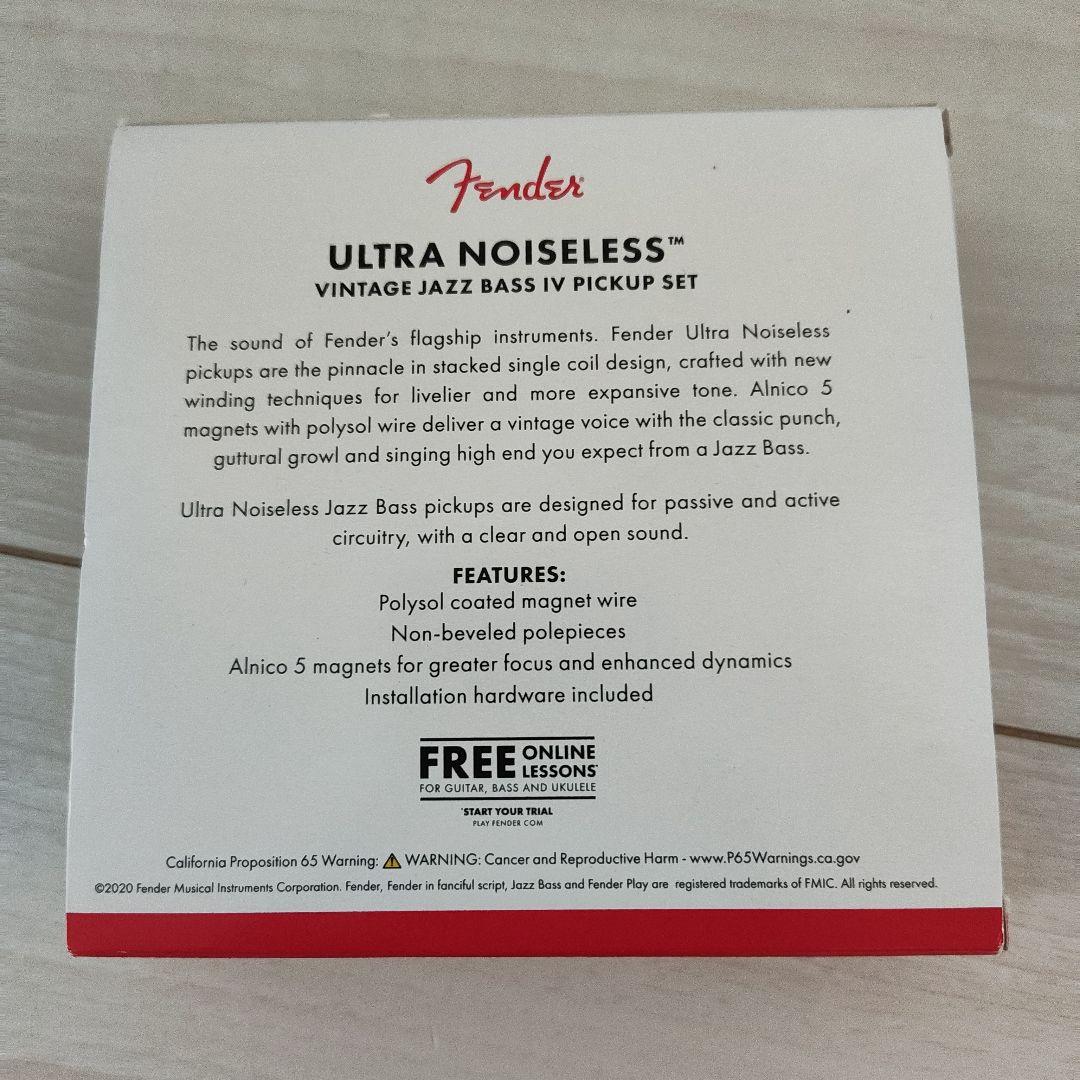 Fender
ULTRA NOISELESS™
VINTAGE JAZZ BASS IV PICKUP SET
The sound of Fender's flagship instruments. Fender Ultra Noiseless
pickups are the pinnacle in stacked single coil design, crafted with new
winding techniques for livelier and more expansive tone. Alnico 5
magnets with polysol wire deliver a vintage voice with the classic punch,
guttural growl and singing high end you expect from a Jazz Bass.
Ultra Noiseless Jazz Bass pickups are designed for passive and active
circuitry, with a clear and open sound.
FEATURES:
Polysol coated magnet wire
Non-beveled polepieces
Alnico 5 magnets for greater focus and enhanced dynamics
Installation hardware included
FREE ONLINE LESSONS*
FOR GUITAR, BASS AND UKULELE
*START YOUR TRIAL
PLAY FENDER COM
California Proposition 65 Warning: ⚠ WARNING: Cancer and Reproductive Harm - www.P65Warnings.ca.gov
©2020 Fender Musical Instruments Corporation. Fender, Fender in fanciful script, Jazz Bass and Fender Play are registered trademarks of FMIC. All rights reserved.